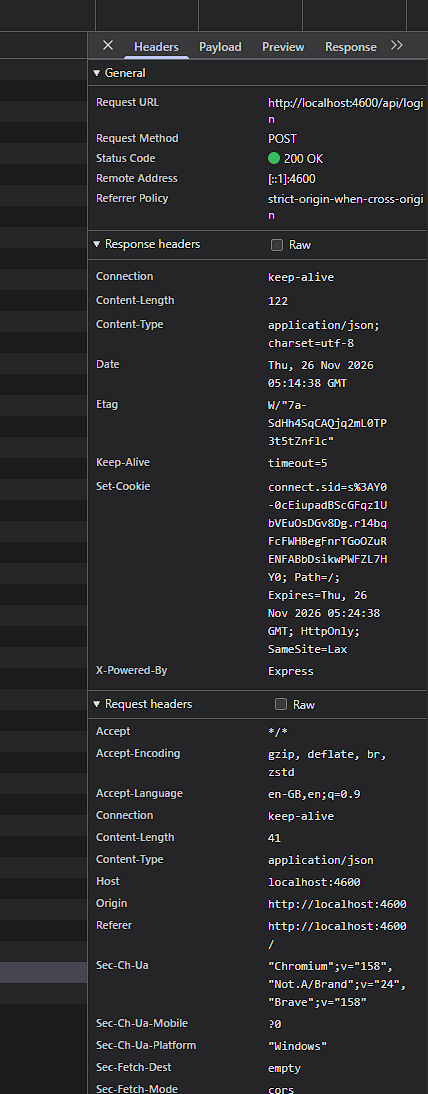 Headers Payload Preview Response
General
Request URL http://localhost:4600/api/logi
n
Request Method POST
Status Code 200 OK
Remote Address [::1]:4600
Referrer Policy strict-origin-when-cross-origi
n
Response headers Raw
Connection keep-alive
Content-Length 122
Content-Type application/json;
charset=utf-8
Date Thu, 26 Nov 2026
05:14:38 GMT
Etag W/"7a-
SdHh4SqCAQjq2mL0TP
3t5tZnflc"
Keep-Alive timeout=5
Set-Cookie connect.sid=s%3AY0
-0cEiupadBScGFqz1U
bVEuOsDGv8Dg.r14bq
FcFWHBegFnrTGoOZuR
ENFABbDsikwPWFZL7H
Y0; Path=/;
Expires=Thu, 26
Nov 2026 05:24:38
GMT; HttpOnly;
SameSite=Lax
X-Powered-By Express
Request headers Raw
Accept */*
Accept-Encoding gzip, deflate, br,
zstd
Accept-Language en-GB,en;q=0.9
Connection keep-alive
Content-Length 41
Content-Type application/json
Host localhost:4600
Origin http://localhost:4600
Referer http://localhost:4600
/
Sec-Ch-Ua "Chromium";v="158",
"Not.A/Brand";v="24",
"Brave";v="158"
Sec-Ch-Ua-Mobile ?0
Sec-Ch-Ua-Platform "Windows"
Sec-Fetch-Dest empty
Sec-Fetch-Mode cors